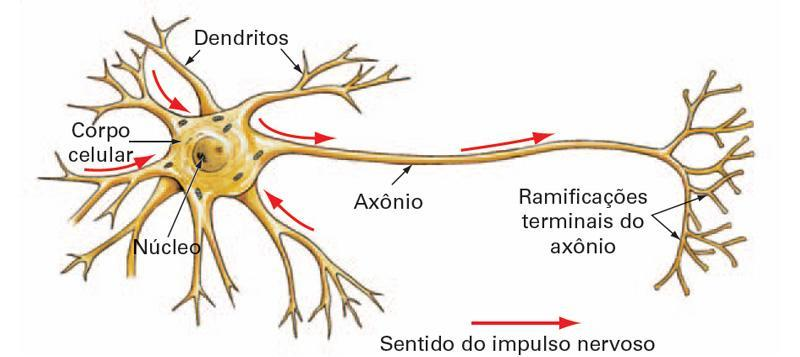 Dendritos
Corpo
celular
Núcleo
Axônio
Ramificações
terminais do
axônio
Sentido do impulso nervoso